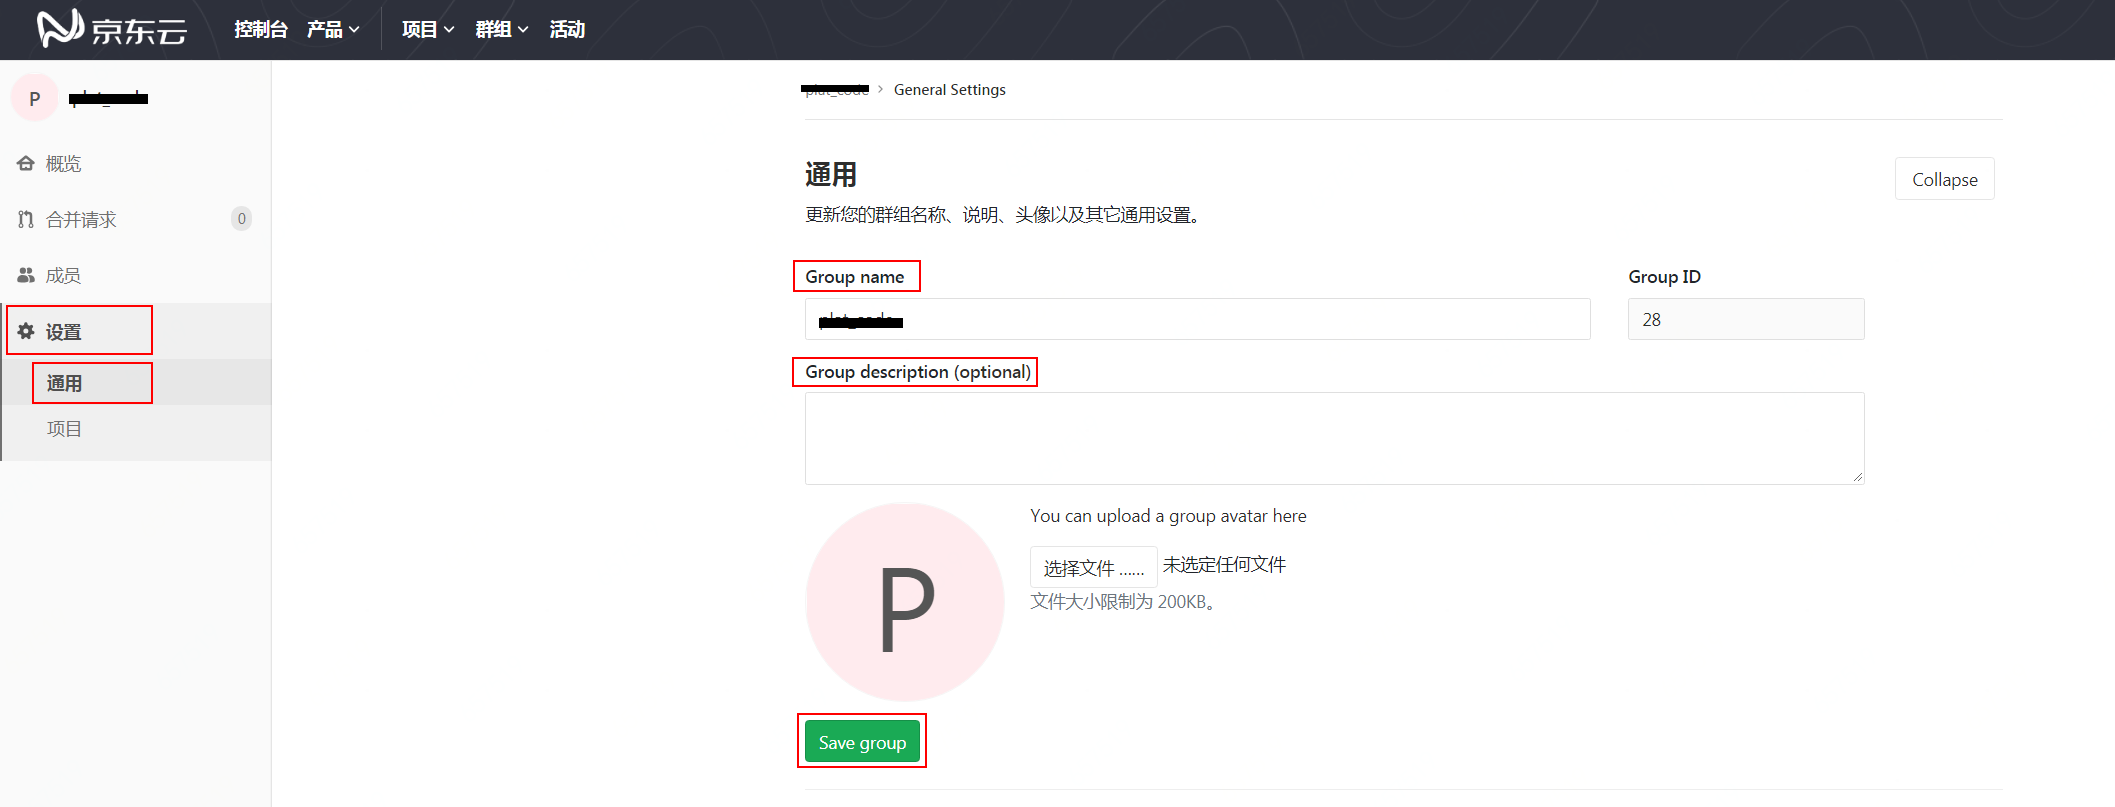 京东云
控制台 产品 项目 群组 活动
P
概览
合并请求 0
成员
设置
通用
项目
General Settings
通用
Collapse
更新您的群组名称、说明、头像以及其它通用设置。
Group name
Group ID
28
Group description (optional)
P
You can upload a group avatar here
选择文件 ...... 未选定任何文件
文件大小限制为 200KB。
Save group